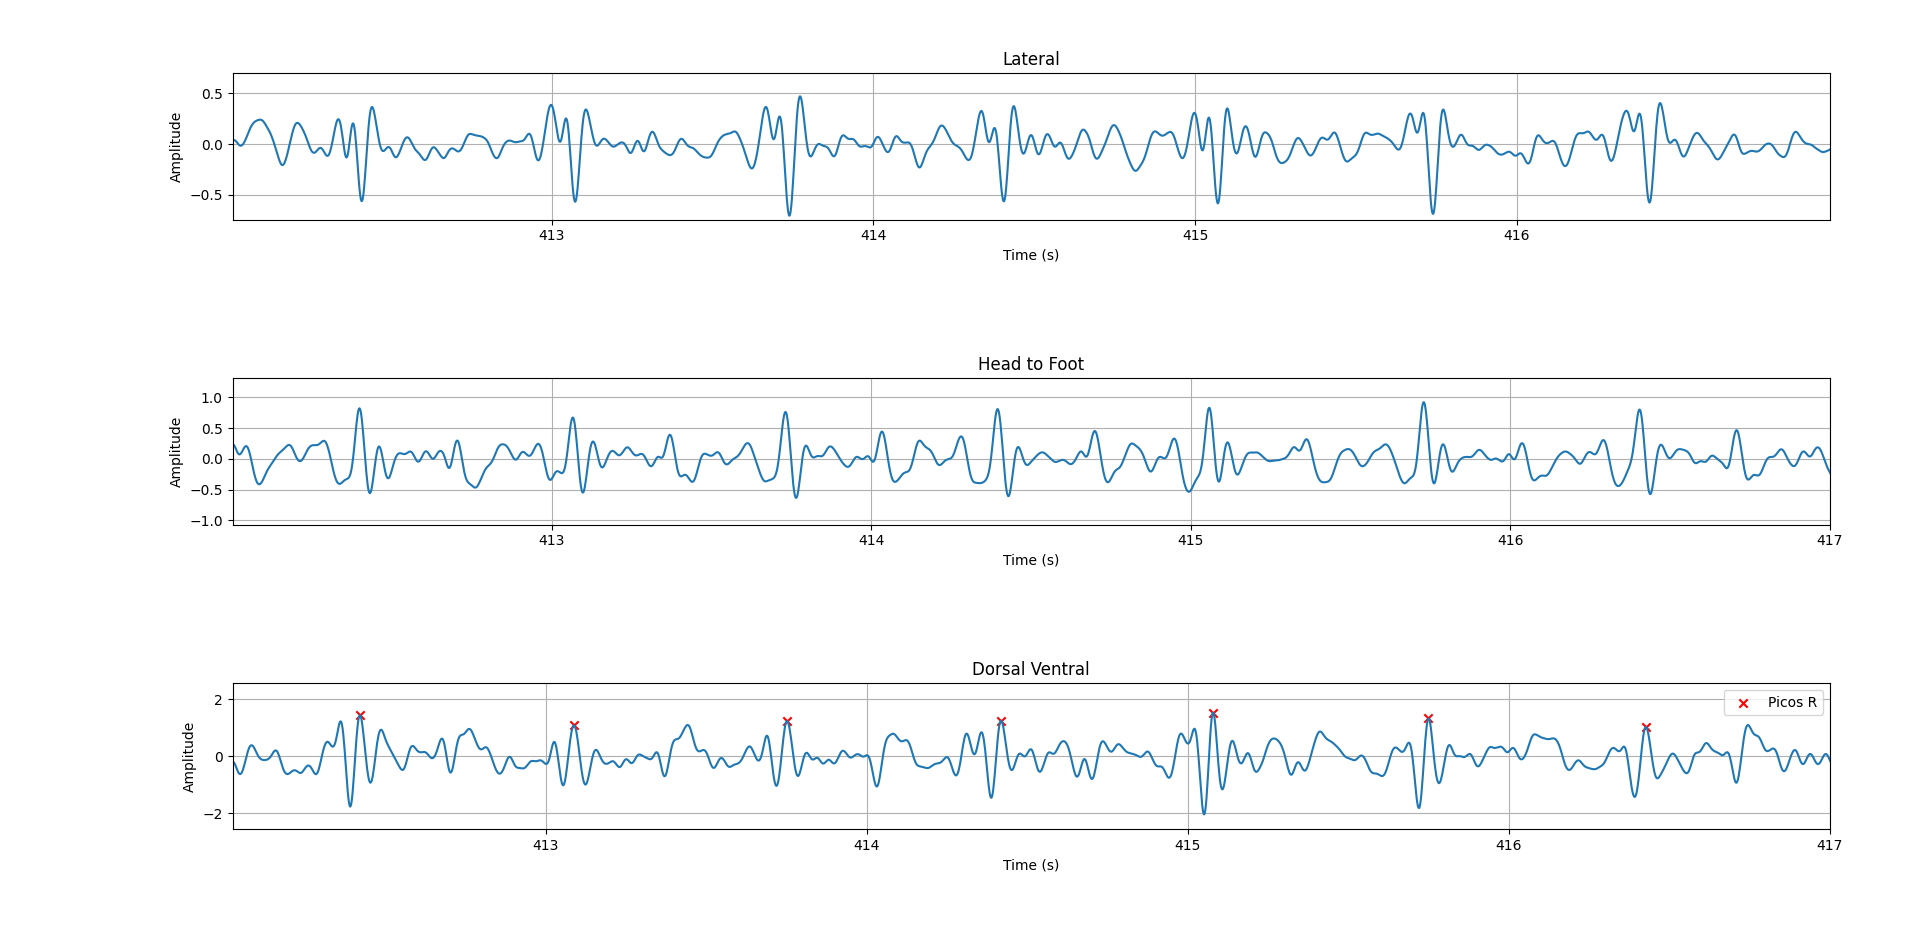 Lateral
Amplitude
0.5
0.0
−0.5
413 414 415 416
Time (s)
Head to Foot
Amplitude
1.0
0.5
0.0
−0.5
−1.0
413 414 415 416 417
Time (s)
Dorsal Ventral
Amplitude
2
0
−2
Picos R
413 414 415 416 417
Time (s)